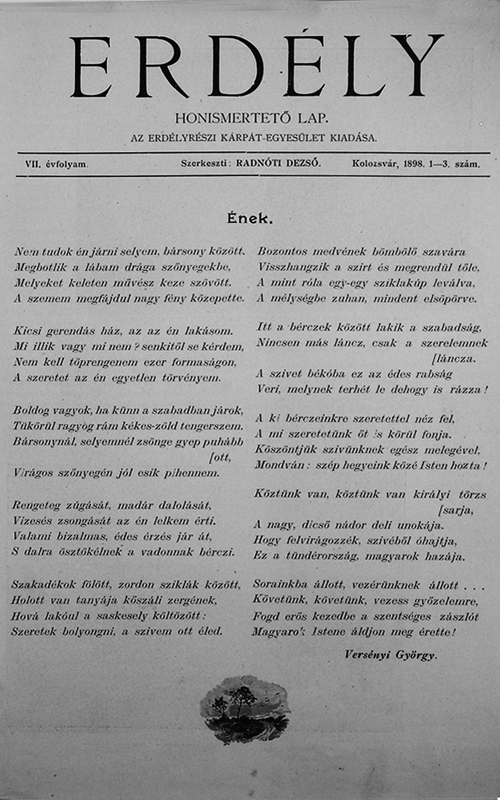 ERDÉLY
HONISMERTETŐ LAP.
AZ ERDÉLYRÉSZI KÁRPÁT-EGYESÜLET KIADÁSA.
VII. évfolyam. Szerkeszti: RADNÓTI DEZSŐ. Kolozsvár, 1898. 1—3. szám.
Ének.
Nem tudok én járni selyem, bársony között.
Megbotlik a lábam drága szőnyegekbe,
Melyeket keleten művész keze szövött.
A szemem megfájdul nagy fény közepette.
Kicsi gerendás ház, az az én lakásom.
Mi illik vagy mi nem? senkitől se kérdem,
Nem kell töprengenem ezer formaságon,
A szeretet az én egyetlen törvényem.
Boldog vagyok, ha künn a szabadban járok,
Tükörül ragyog rám kékes-zöld tengerszem.
Bársonynál, selyemnél zsönge gyep puhább
[ott,
Virágos szőnyegén jól esik pihennem.
Rengeteg zúgását, madár dalolását,
Vizesés zsongását az én lelkem érti.
Valami bizalmas, édes érzés jár át,
S dalra ösztökélnek a vadonnak bérczi.
Szakadékok fölött, zordon sziklák között,
Holott van tanyája kőszáli zergének,
Hová lakóul a saskesely költözött:
Szeretek bolyongni, a szivem ott éled.
Bozontos medvének bömbölő szavára
Visszhangzik a szirt és megrendül tőle,
A mint róla egy-egy sziklakúp leválva,
A mélységbe zuhan, mindent elsöpörve.
Itt a bérczek között lakik a szabadság,
Nincsen más láncz, csak a szerelemnek
[láncza.
A szivet békóba ez az édes rabság
Veri, melynek terhét le dehogy is rázza!
A ki bérczeinkre szeretettel néz fel,
A mi szeretetünk őt is körül fonja.
Köszöntjük szivünknek egész melegével,
Mondván: szép hegyeink közé Isten hozta!
Köztünk van, köztünk van királyi törzs
[sarja,
A nagy, dicső nádor deli unokája.
Hogy felvirágozzék, szivéből óhajtja,
Ez a tündérország, magyarok hazája.
Sorainkba állott, vezérünknek állott . . .
Követünk, követünk, vezess győzelemre,
Fogd erős kezedbe a szentséges zászlót
Magyarok Istene áldjon meg érette!
Versényi György.